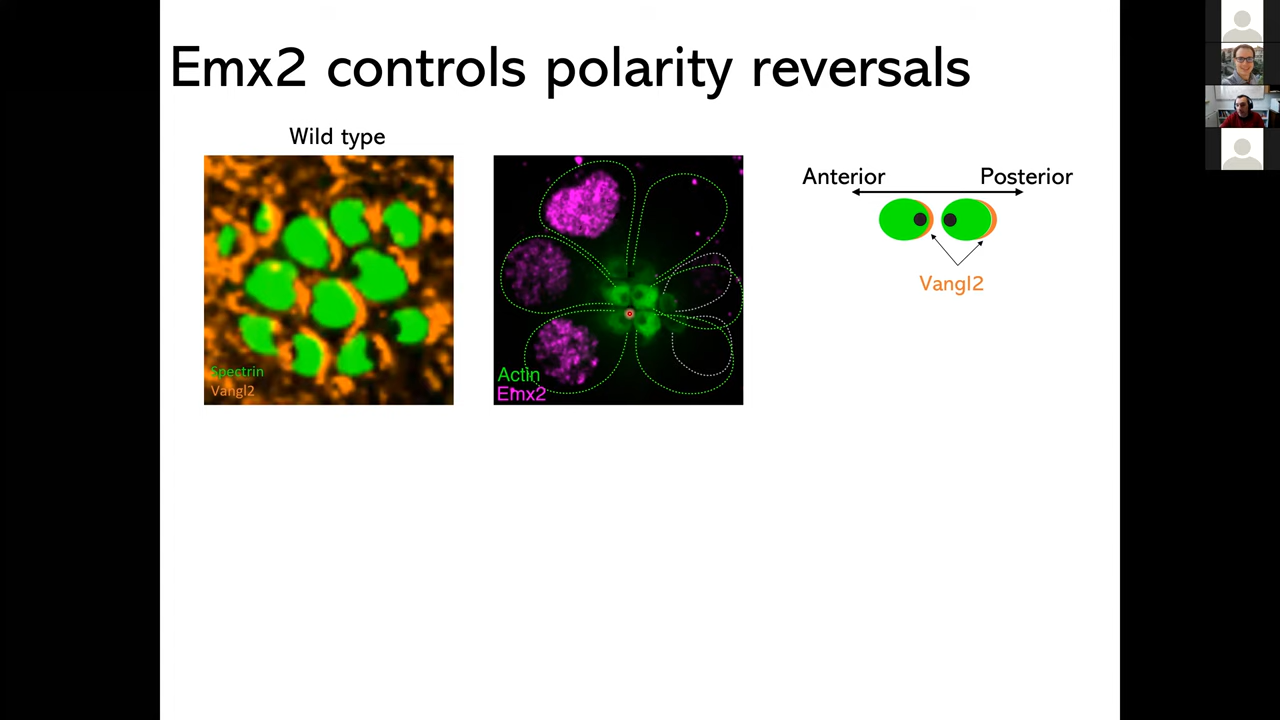 Emx2 controls polarity reversals
Wild type
Spectrin
Vangl2
Actin
Emx2
Anterior
Posterior
Vangl2